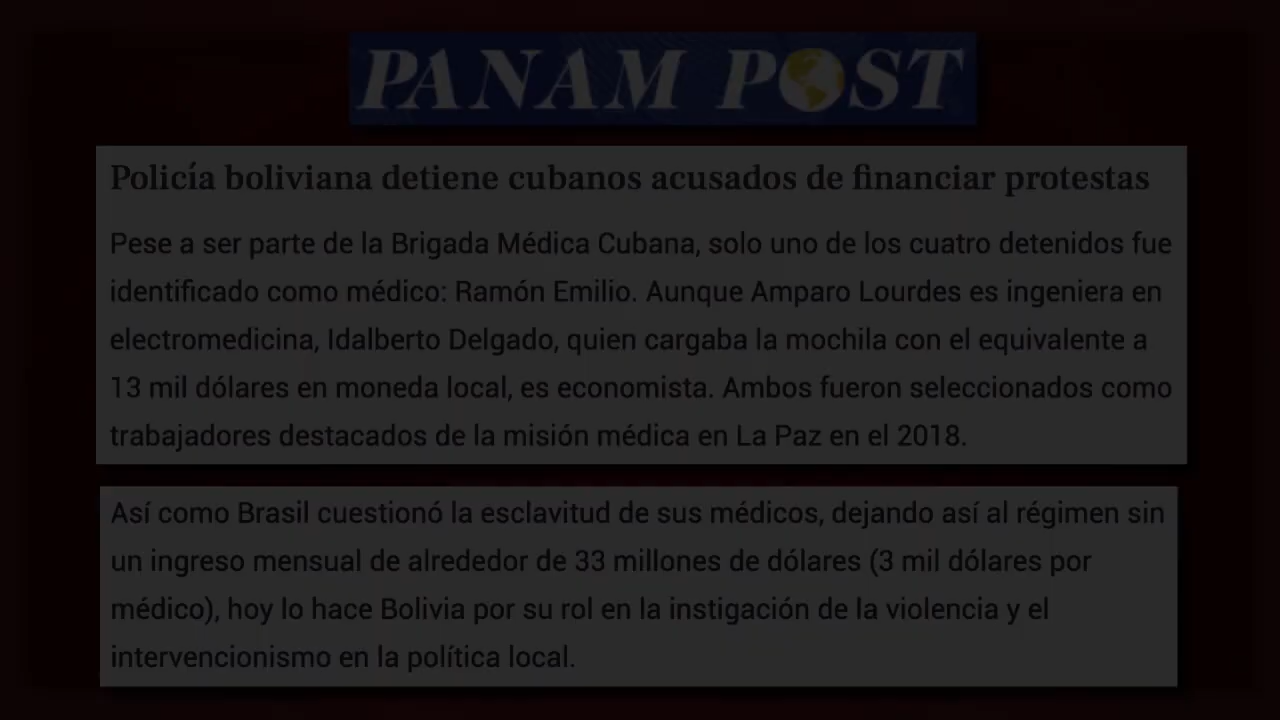 PANAM POST
Policía boliviana detiene cubanos acusados de financiar protestas
Pese a ser parte de la Brigada Médica Cubana, solo uno de los cuatro detenidos fue
identificado como médico: Ramón Emilio. Aunque Amparo Lourdes es ingeniera en
electromedicina, Idalberto Delgado, quien cargaba la mochila con el equivalente a
13 mil dólares en moneda local, es economista. Ambos fueron seleccionados como
trabajadores destacados de la misión médica en La Paz en el 2018.
Así como Brasil cuestionó la esclavitud de sus médicos, dejando así al régimen sin
un ingreso mensual de alrededor de 33 millones de dólares (3 mil dólares por
médico), hoy lo hace Bolivia por su rol en la instigación de la violencia y el
intervencionismo en la política local.